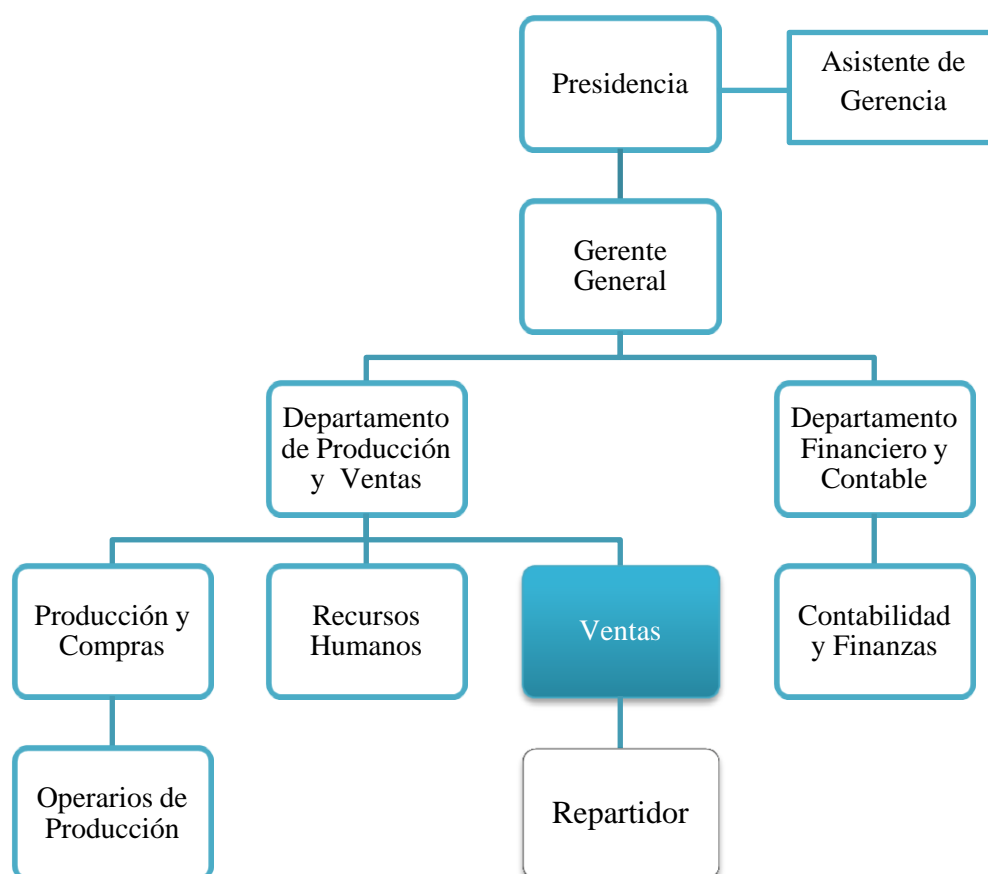 Presidencia
Asistente de
Gerencia
Gerente
General
Departamento
de Producción
y Ventas
Departamento
Financiero y
Contable
Producción y
Compras
Recursos
Humanos
Ventas
Contabilidad
y Finanzas
Operarios de
Producción
Repartidor